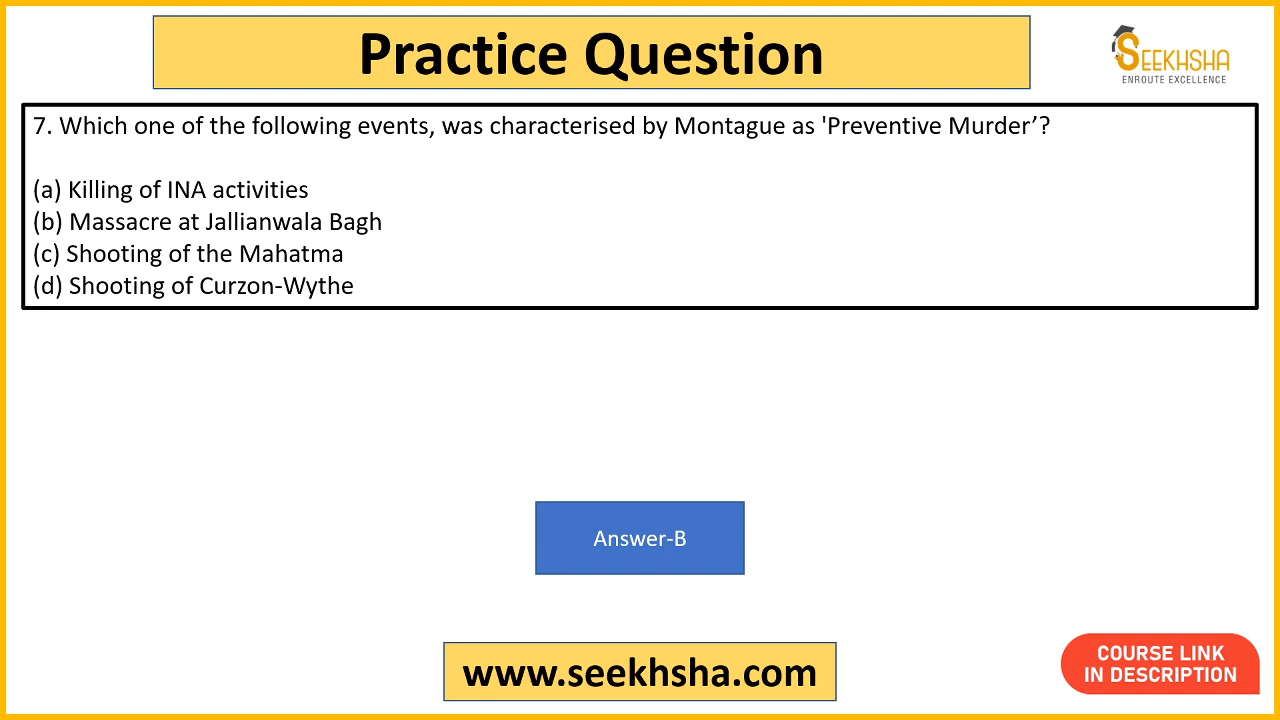 Practice Question
SEEKHSHA
ENROUTE EXCELLENCE
7. Which one of the following events, was characterised by Montague as 'Preventive Murder’?
(a) Killing of INA activities
(b) Massacre at Jallianwala Bagh
(c) Shooting of the Mahatma
(d) Shooting of Curzon-Wythe
Answer-B
www.seekhsha.com
COURSE LINK
IN DESCRIPTION